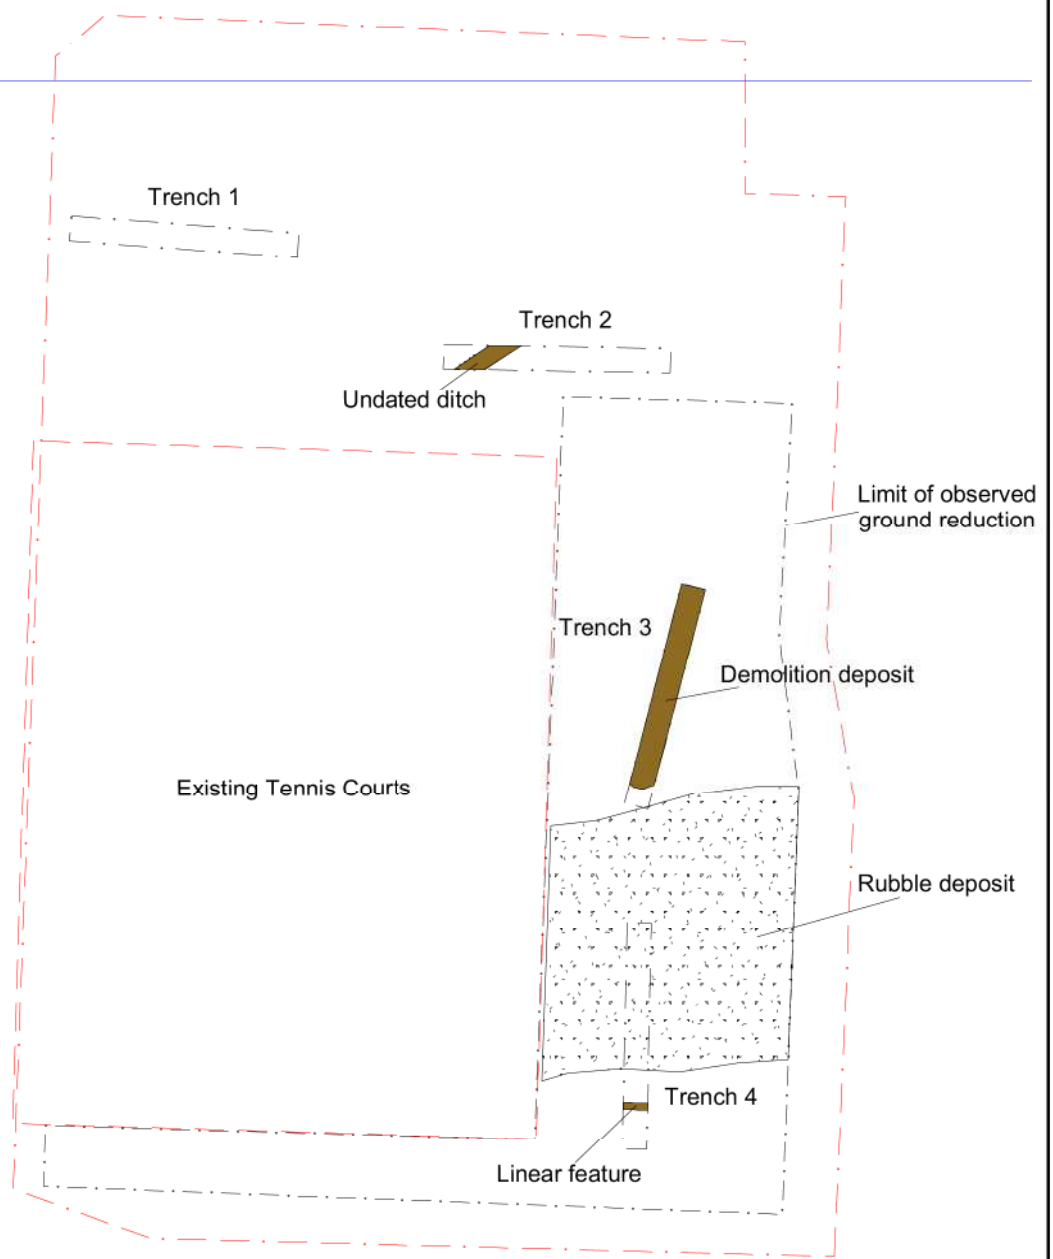 Trench 1
Trench 2
Undated ditch
Limit of observed
ground reduction
Trench 3
Demolition deposit
Existing Tennis Courts
Rubble deposit
Trench 4
Linear feature